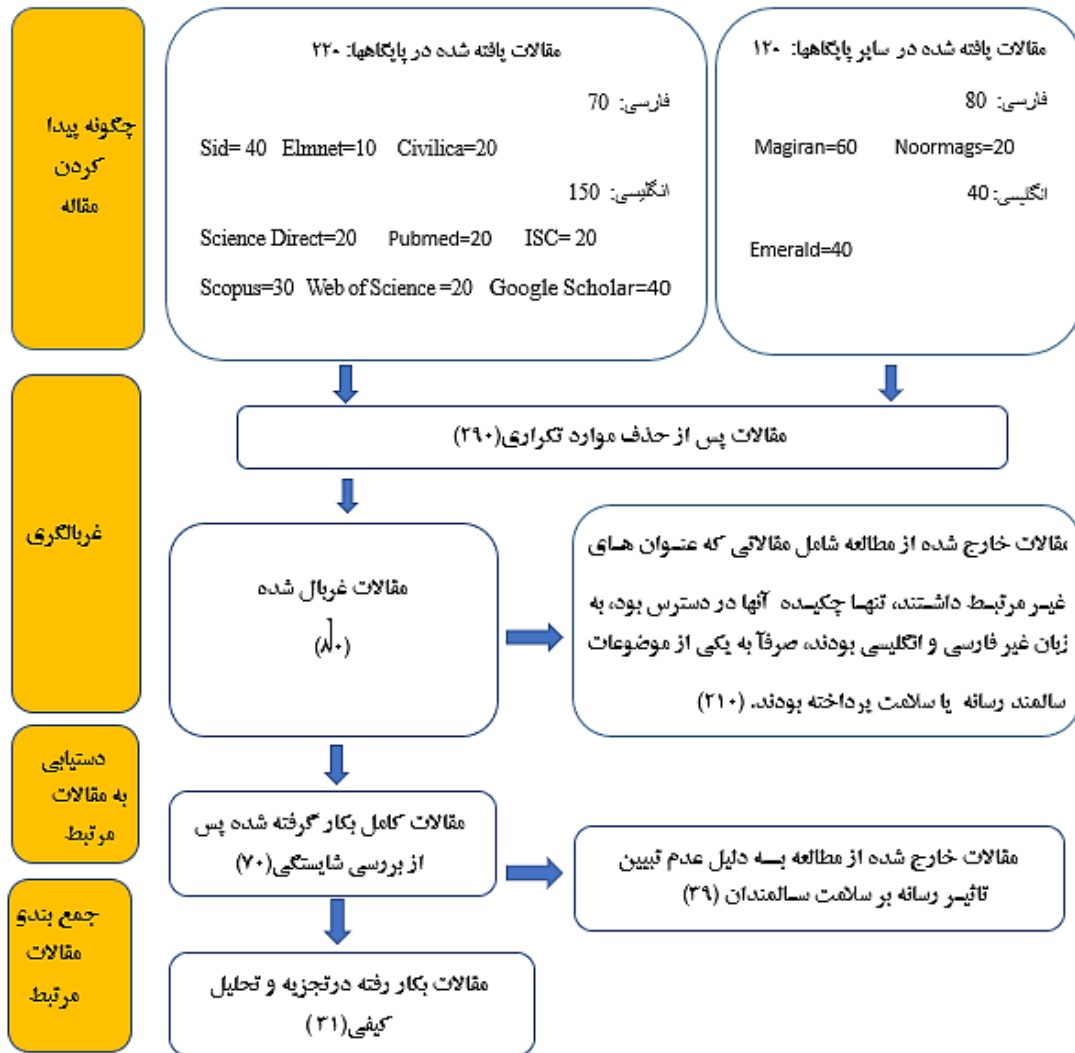 چگونه پیدا
کردن
مقاله
مقالات یافته شده در پایگاهها: ۲۲۰
فارسی: 70
Sid= 40 Elmnet=10 Civilica=20
انگلیسی: 150
Science Direct=20 Pubmed=20 ISC= 20
Scopus=30 Web of Science =20 Google Scholar=40
مقالات یافته شده در سایر پایگاهها: ۱۲۰
فارسی: 80
Magiran=60 Noormags=20
انگلیسی: 40
Emerald=40
غربالگری
مقالات پس از حذف موارد تکراری(۲۹۰)
مقالات غربال شده
(۸۰)
مقالات خارج شده از مطالعه شامل مقالاتی که عنوان های
غیر مرتبط داشتند، تنها چکیده آنها در دسترس بود، به
زبان غیر فارسی و انگلیسی بودند، صرفآ به یکی از موضوعات
سالمند رسانه یا سلامت پرداخته بودند. (۲۱۰)
دستیابی
به مقالات
مرتبط
مقالات کامل بکار گرفته شده پس
از بررسی شایستگی(۷۰)
مقالات خارج شده از مطالعه به دلیل عدم تبیین
تاثیر رسانه بر سلامت سالمندان (۳۹)
جمع بندی
مقالات
مرتبط
مقالات بکار رفته درتجزیه و تحلیل
کیفی(۳۱)